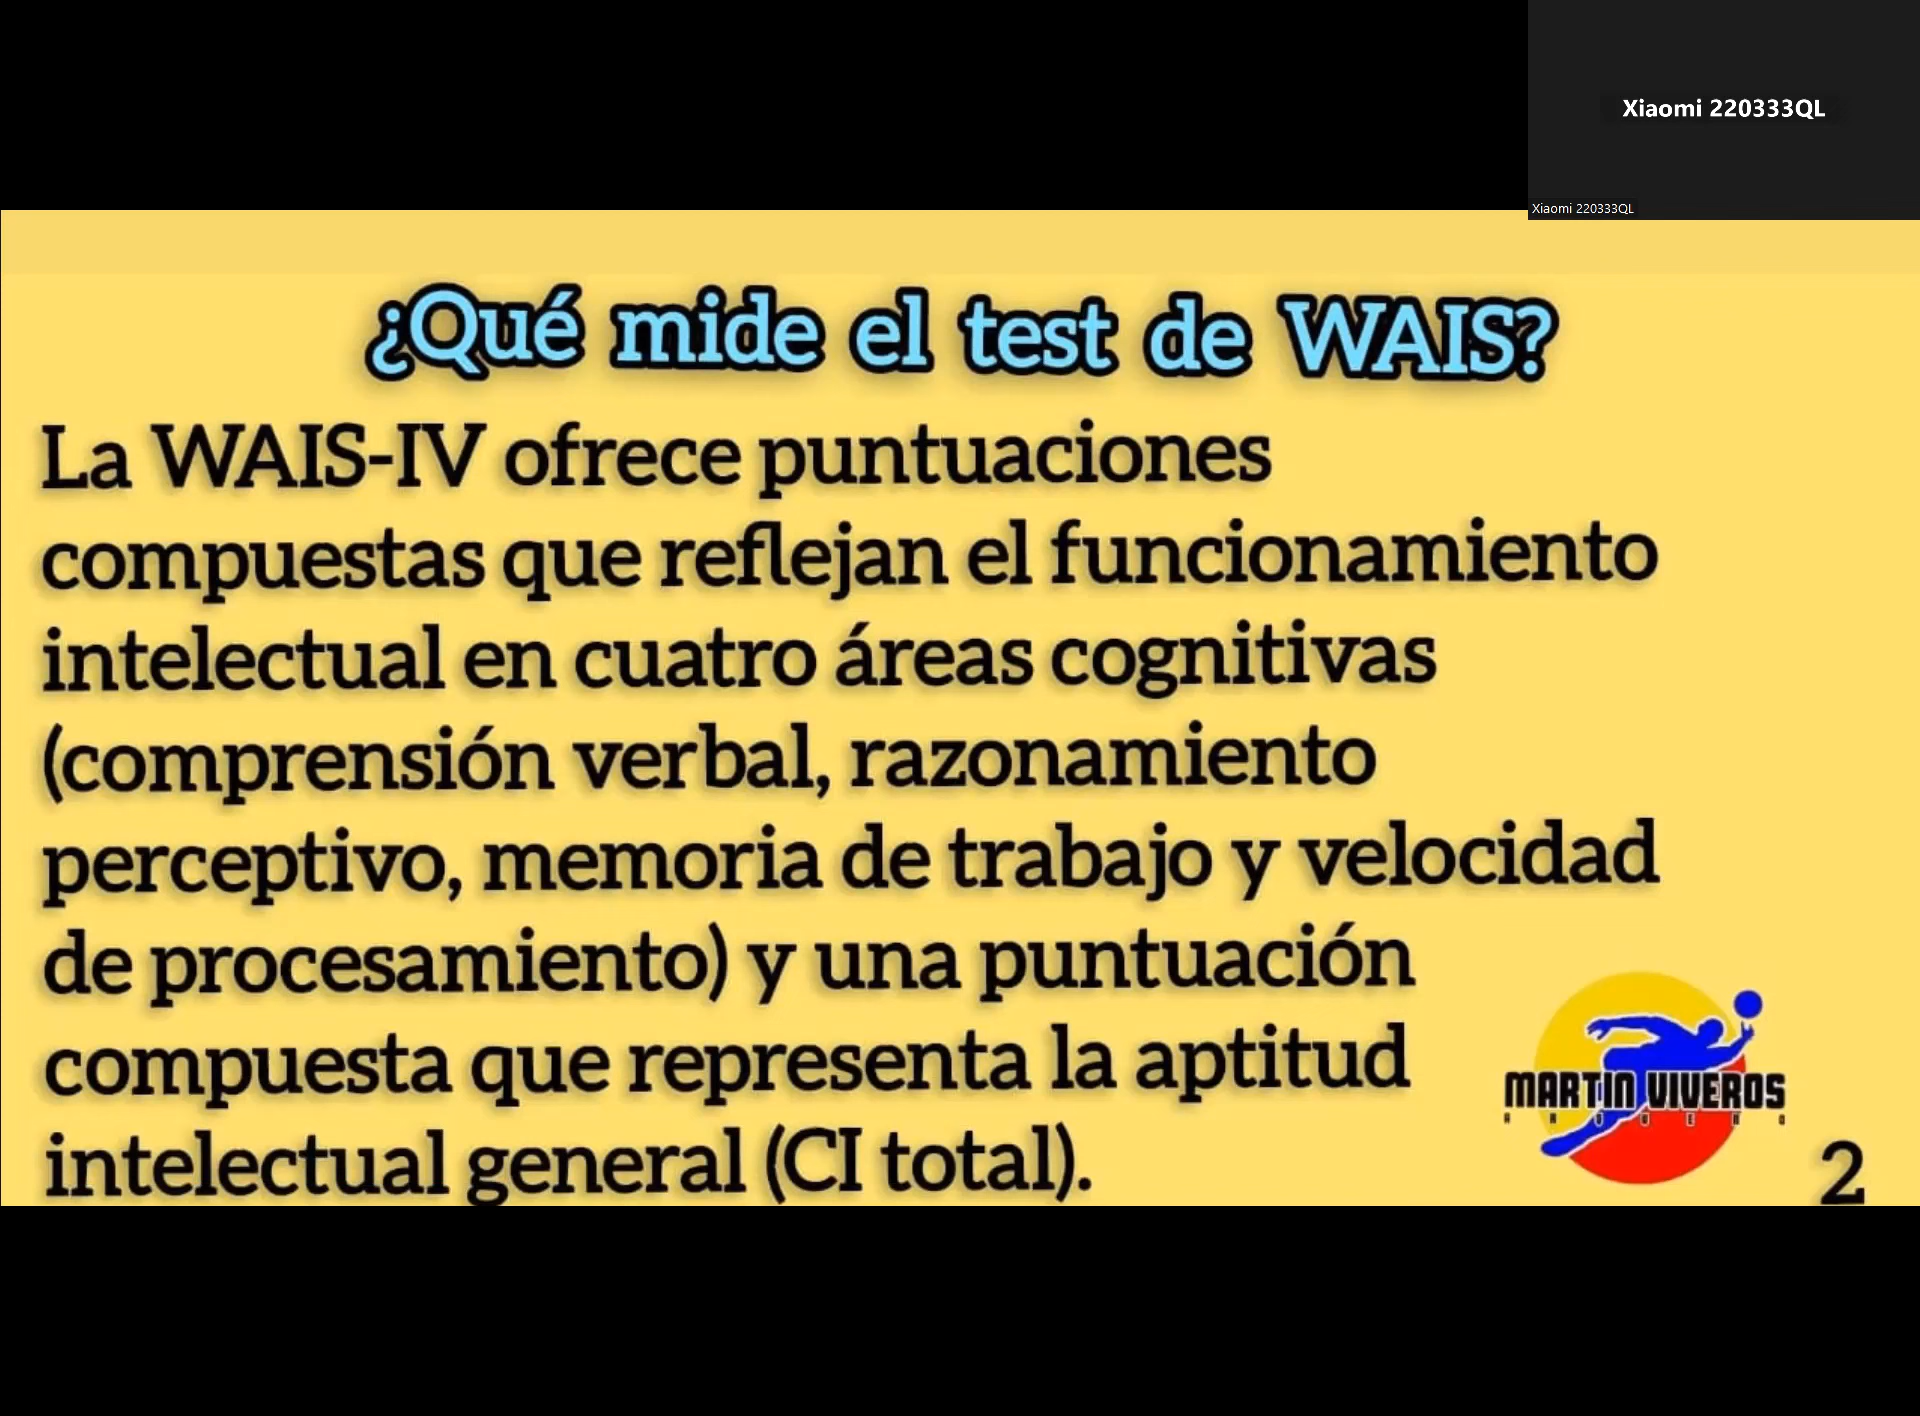 Xiaomi 220333QL
Xiaomi 220333QL
¿Qué mide el test de WAIS?
La WAIS-IV ofrece puntuaciones
compuestas que reflejan el funcionamiento
intelectual en cuatro áreas cognitivas
(comprensión verbal, razonamiento
perceptivo, memoria de trabajo y velocidad
de procesamiento) y una puntuación
compuesta que representa la aptitud
intelectual general (CI total).
MARTIN VIVEROS
2